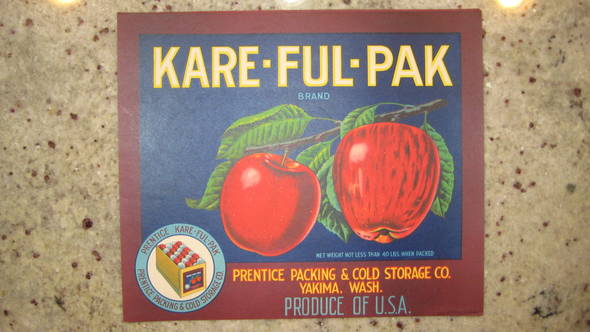 KARE-FUL-PAK
BRAND
NET WEIGHT NOT LESS THAN 40 LBS. WHEN PACKED
PRENTICE KARE-FUL-PAK
PRENTICE PACKING & COLD STORAGE CO.
PRENTICE PACKING & COLD STORAGE CO.
YAKIMA, WASH.
PRODUCE OF U.S.A.